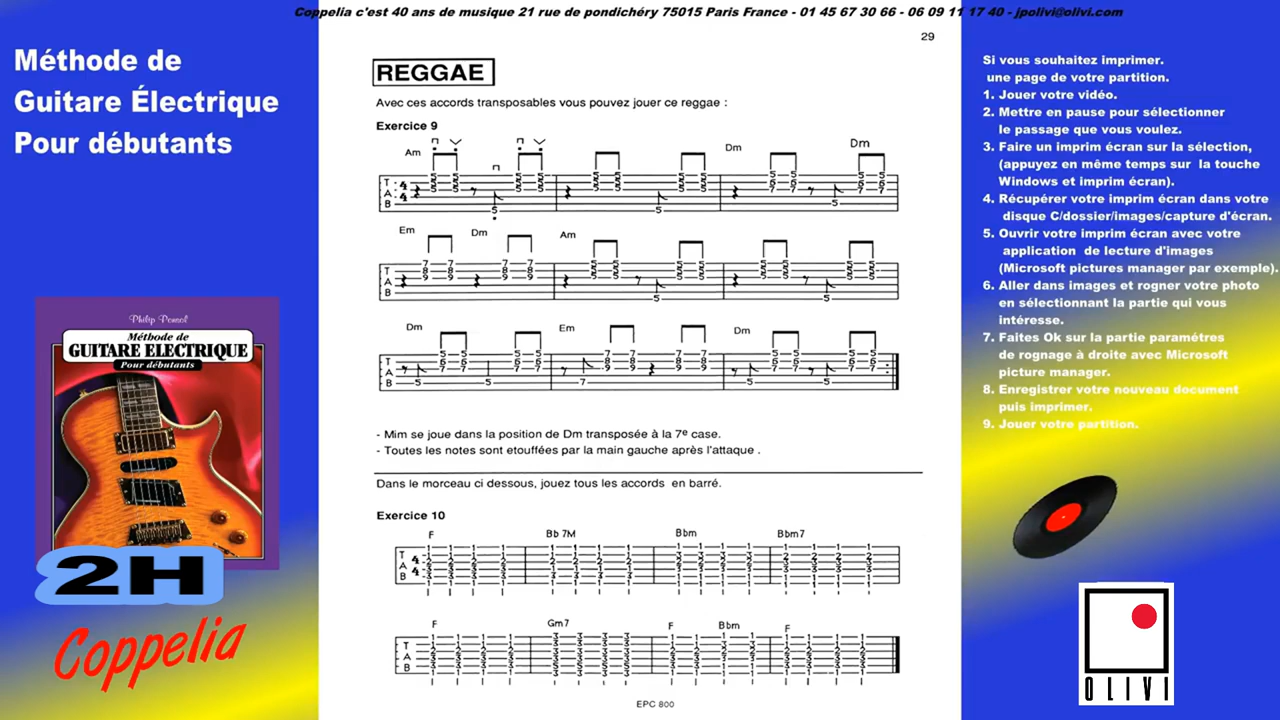 Coppelia c'est 40 ans de musique 21 rue de pondichéry 75015 Paris France - 01 45 67 30 66 - 06 09 11 17 40 - jpolivi@olivi.com
Méthode de
Guitare Électrique
Pour débutants
Méthode de
GUITARE ELECTRIQUE
Pour débutants
2H
Coppelia
29
REGGAE
Avec ces accords transposables vous pouvez jouer ce reggae :
Exercice 9
Am Dm Dm
Em Dm Am
Dm Em Dm
- Mim se joue dans la position de Dm transposée à la 7e case.
- Toutes les notes sont etouffées par la main gauche après l'attaque .
Dans le morceau ci dessous, jouez tous les accords en barré.
Exercice 10
F Bb 7M Bbm Bbm7
F Gm7 F Bbm F
EPC 800
Si vous souhaitez imprimer.
une page de votre partition.
1. Jouer votre vidéo.
2. Mettre en pause pour sélectionner
le passage que vous voulez.
3. Faire un imprim écran sur la sélection,
(appuyez en même temps sur la touche
Windows et imprim écran).
4. Récupérer votre imprim écran dans votre
disque C/dossier/images/capture d'écran.
5. Ouvrir votre imprim écran avec votre
application de lecture d'images
(Microsoft pictures manager par exemple).
6. Aller dans images et rogner votre photo
en sélectionnant la partie qui vous
intéresse.
7. Faites Ok sur la partie paramétres
de rognage à droite avec Microsoft
picture manager.
8. Enregistrer votre nouveau document
puis imprimer.
9. Jouer votre partition.
OLIVI